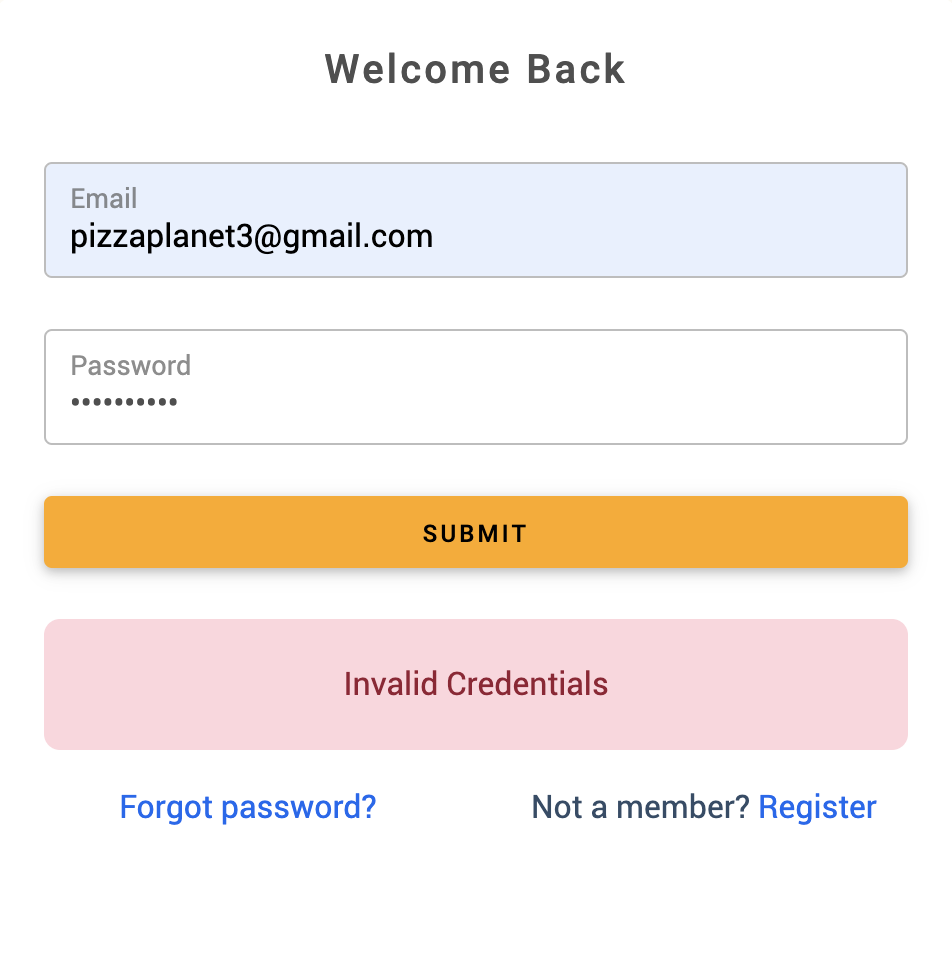 Welcome Back
Email
pizzaplanet3@gmail.com
Password
••••••••••
SUBMIT
Invalid Credentials
Forgot password? Not a member? Register